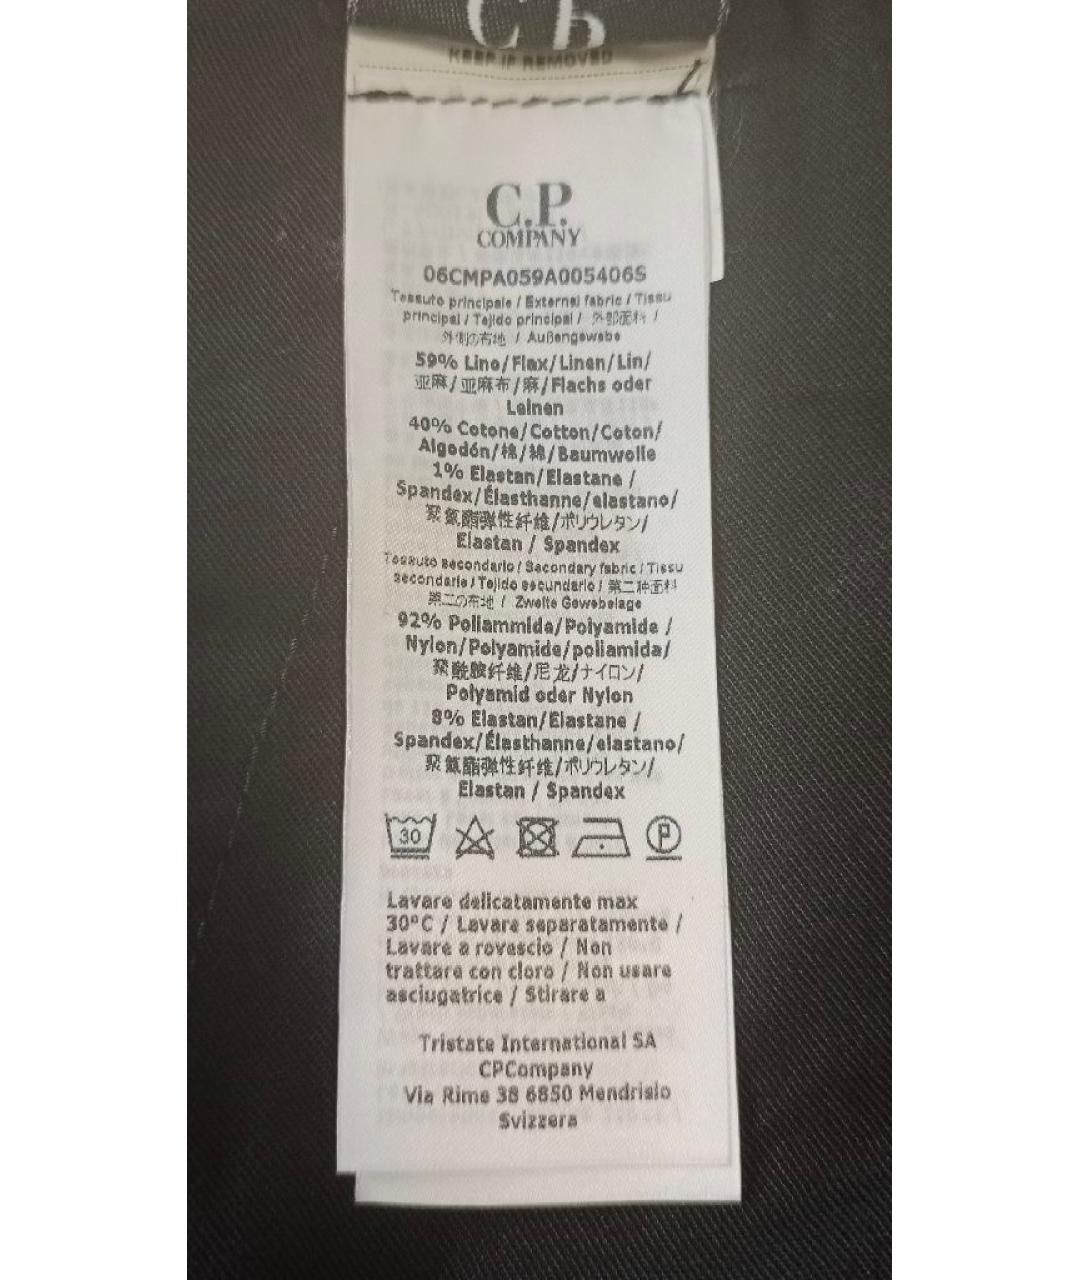 KEEP IF REMOVED
C.P.
COMPANY
06CMPA059A005406S
Tessuto principale / External fabric / Tissu
principal / Tejido principal / 外部面料 /
外側の布地 / Außengewebe
59% Lino/Flax/Linen/Lin/
亚麻/亚麻布/麻/Flachs oder
Leinen
40% Cotone/Cotton/Coton/
Algodón/棉/綿/Baumwolle
1% Elastan/Elastane /
Spandex/Élasthanne/elastano/
聚氨酯弹性纤维/ポリウレタン/
Elastan / Spandex
Tessuto secondario / Secondary fabric / Tissu
secondarie / Tejido secundario / 第二种面料
第二の布地 / Zweite Gewebelage
92% Poliammida/Polyamide /
Nylon/Polyamide/poliamida/
聚酰胺纤维/尼龙/ナイロン/
Polyamid oder Nylon
8% Elastan/Elastane /
Spandex/Élasthanne/elastano/
聚氨酯弹性纤维/ポリウレタン/
Elastan / Spandex
30 P
Lavare delicatamente max
30°C / Lavare separatamente /
Lavare a rovescio / Non
trattare con cloro / Non usare
asciugatrice / Stirare a
Tristate International SA
CPCompany
Via Rime 38 6850 Mendrisio
Svizzera